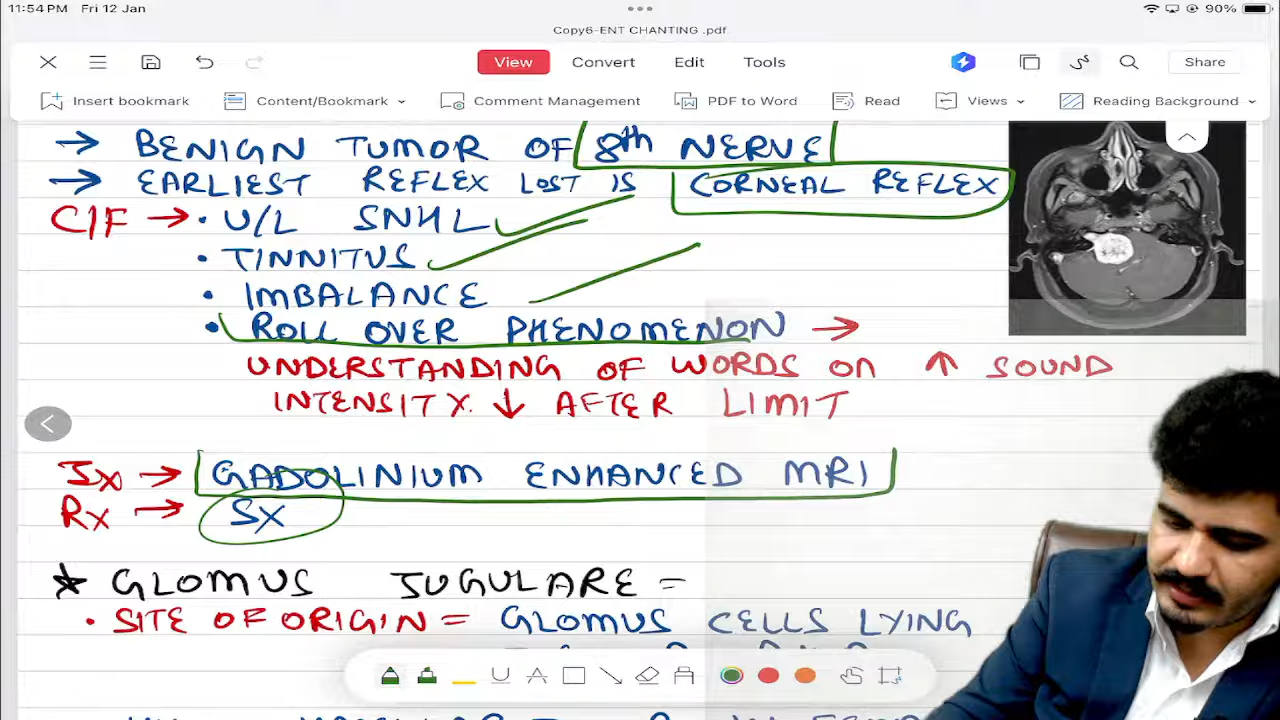 11:54 PM Fri 12 Jan
90%
Copy6-ENT CHANTING .pdf
View Convert Edit Tools Share
Insert bookmark Content/Bookmark Comment Management PDF to Word Read Views Reading Background
→ BENIGN TUMOR OF 8th NERVE
→ EARLIEST REFLEX LOST IS CORNEAL REFLEX
C/F → • U/L SNHL
• TINNITUS
• IMBALANCE
• ROLL OVER PHENOMENON →
UNDERSTANDING OF WORDS ON ↑ SOUND
INTENSITY ↓ AFTER LIMIT
Ix → GADOLINIUM ENHANCED MRI
Rx → Sx
★ GLOMUS JUGULARE =
• SITE OF ORIGIN = GLOMUS CELLS LYING